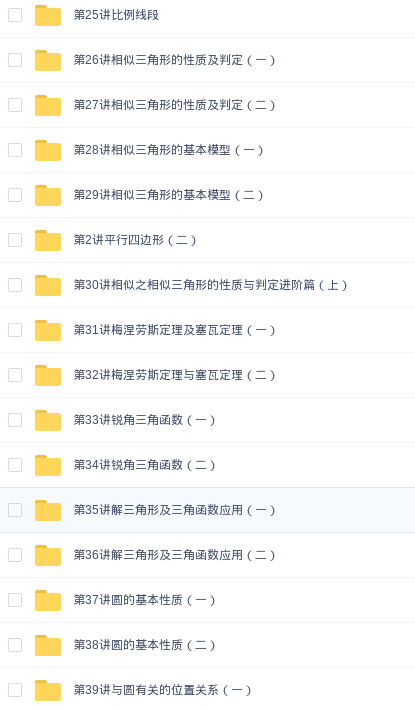 第25讲比例线段
第26讲相似三角形的性质及判定（一）
第27讲相似三角形的性质及判定（二）
第28讲相似三角形的基本模型（一）
第29讲相似三角形的基本模型（二）
第2讲平行四边形（二）
第30讲相似之相似三角形的性质与判定进阶篇（上）
第31讲梅涅劳斯定理及塞瓦定理（一）
第32讲梅涅劳斯定理与塞瓦定理（二）
第33讲锐角三角函数（一）
第34讲锐角三角函数（二）
第35讲解三角形及三角函数应用（一）
第36讲解三角形及三角函数应用（二）
第37讲圆的基本性质（一）
第38讲圆的基本性质（二）
第39讲与圆有关的位置关系（一）